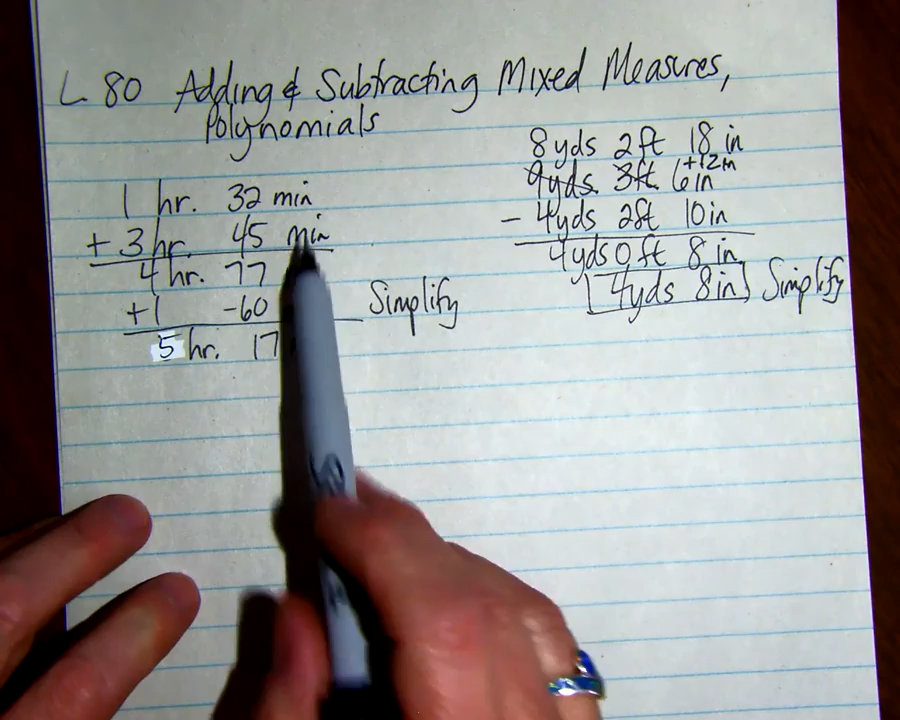 L 80 Adding & Subtracting Mixed Measures,
Polynomials
1 hr. 32 min
+ 3 hr. 45 min
4 hr. 77
+1 -60
5 hr. 17
Simplify
8yds 2ft 18 in
+12in
9yds. 3ft. 6in
- 4yds 2ft 10in
4yds 0ft 8 in
4yds 8in
Simplify